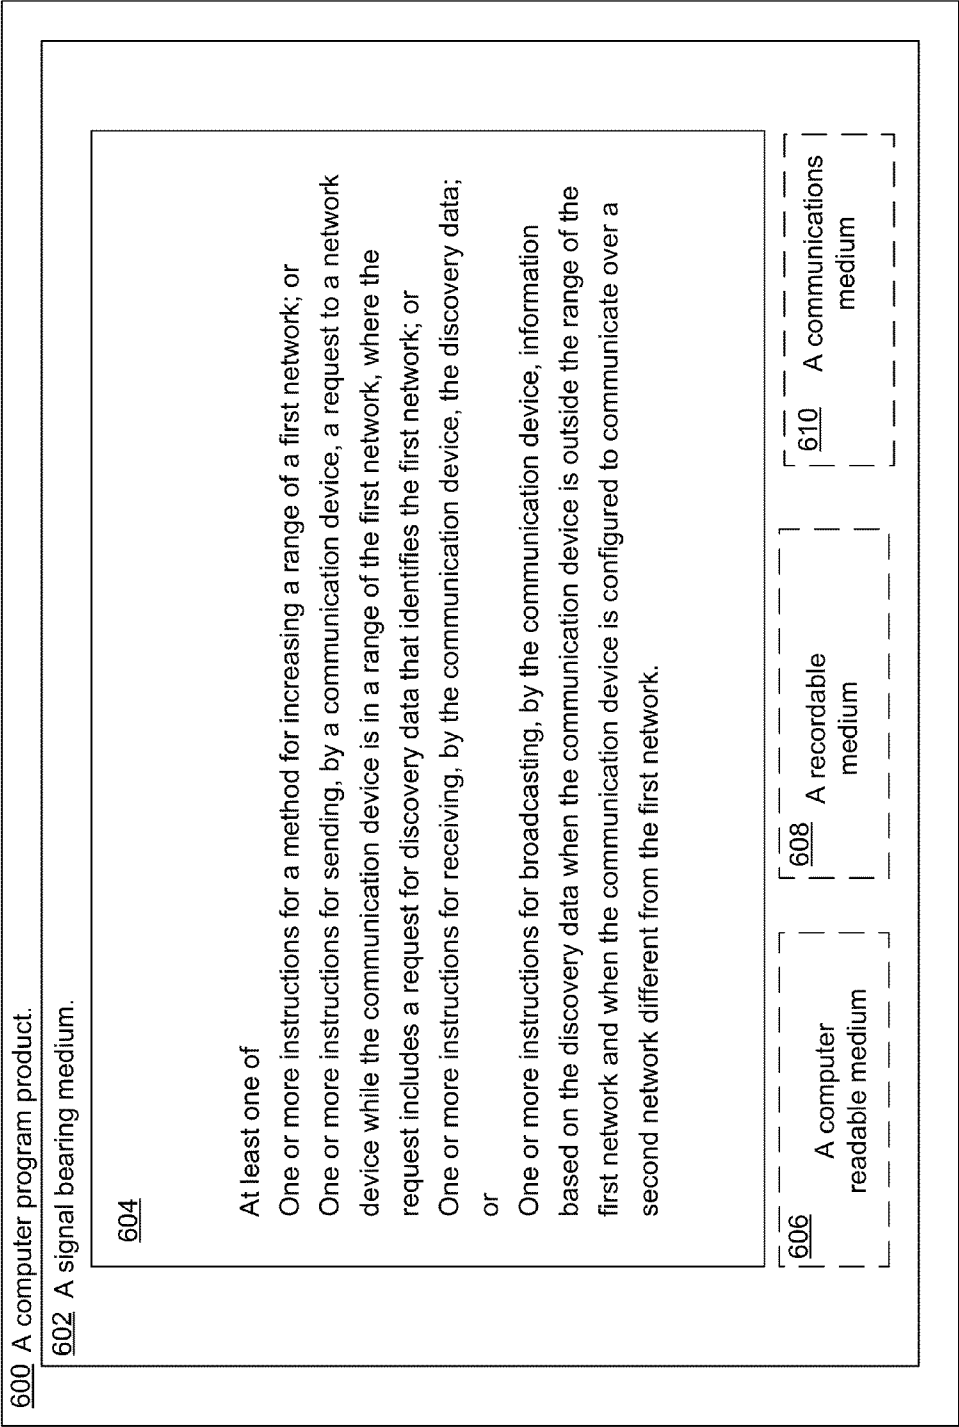 600 A computer program product.
602 A signal bearing medium.
604
At least one of
One or more instructions for a method for increasing a range of a first network; or
One or more instructions for sending, by a communication device, a request to a network
device while the communication device is in a range of the first network, where the
request includes a request for discovery data that identifies the first network; or
One or more instructions for receiving, by the communication device, the discovery data;
or
One or more instructions for broadcasting, by the communication device, information
based on the discovery data when the communication device is outside the range of the
first network and when the communication device is configured to communicate over a
second network different from the first network.
606
A computer
readable medium
608 A recordable
medium
610 A communications
medium